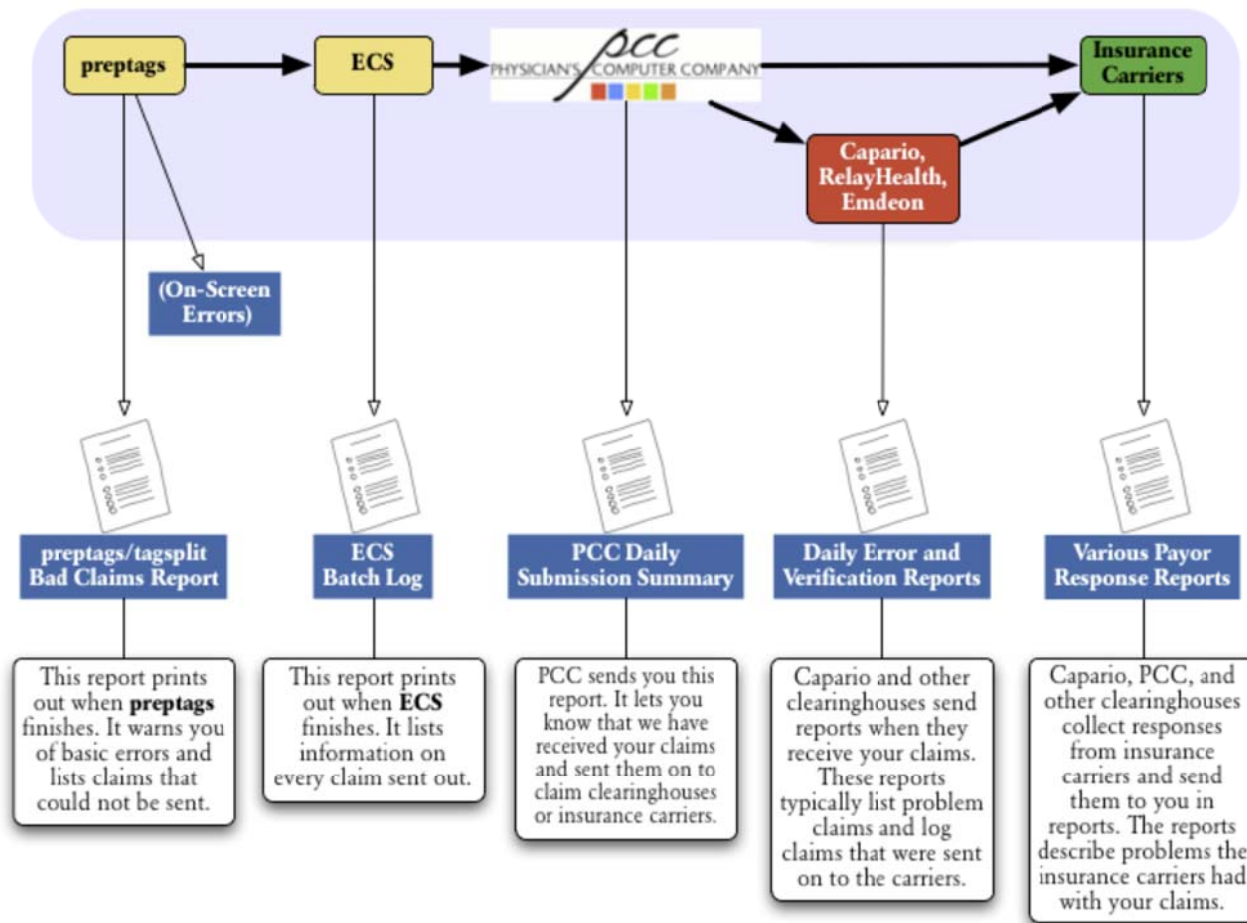 preptags
ECS
pcc
PHYSICIAN'S COMPUTER COMPANY
Insurance
Carriers
Capario,
RelayHealth,
Emdeon
(On-Screen
Errors)
preptags/tagsplit
Bad Claims Report
ECS
Batch Log
PCC Daily
Submission Summary
Daily Error and
Verification Reports
Various Payor
Response Reports
This report prints
out when preptags
finishes. It warns you
of basic errors and
lists claims that
could not be sent.
This report prints
out when ECS
finishes. It lists
information on
every claim sent out.
PCC sends you this
report. It lets you
know that we have
received your claims
and sent them on to
claim clearinghouses
or insurance carriers.
Capario and other
clearinghouses send
reports when they
receive your claims.
These reports
typically list problem
claims and log
claims that were sent
on to the carriers.
Capario, PCC, and
other clearinghouses
collect responses
from insurance
carriers and send
them to you in
reports. The reports
describe problems the
insurance carriers had
with your claims.